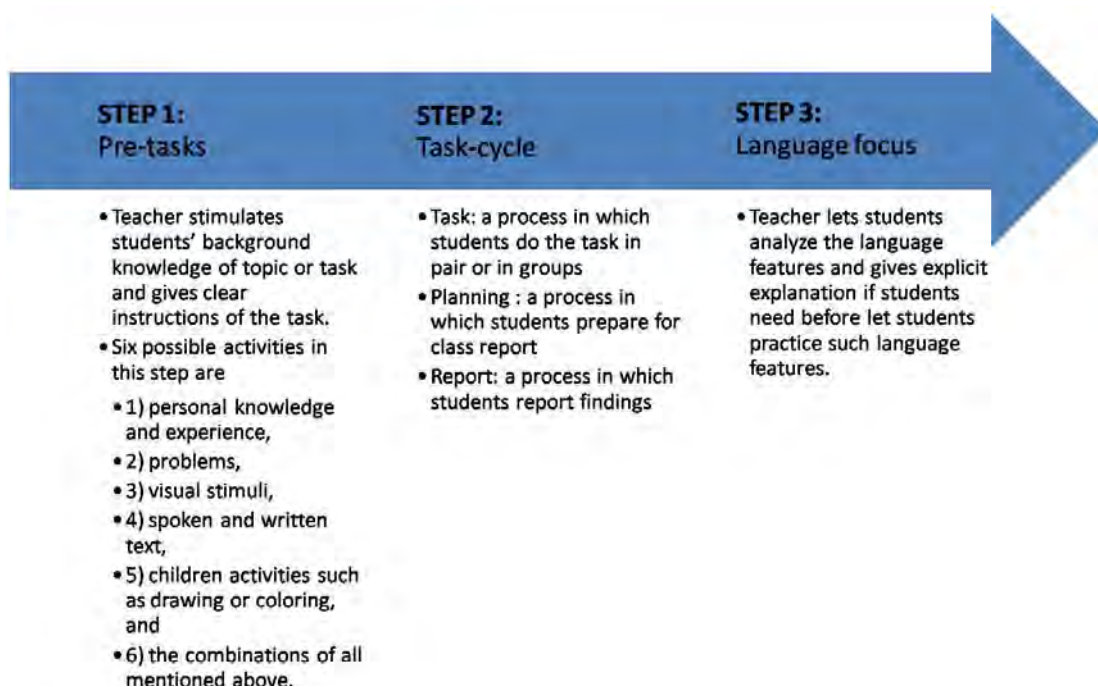 STEP 1:
Pre-tasks
• Teacher stimulates
students' background
knowledge of topic or task
and gives clear
instructions of the task.
• Six possible activities in
this step are
• 1) personal knowledge
and experience,
• 2) problems,
• 3) visual stimuli,
• 4) spoken and written
text,
• 5) children activities such
as drawing or coloring,
and
• 6) the combinations of all
mentioned above.
STEP 2:
Task-cycle
• Task: a process in which
students do the task in
pair or in groups
• Planning : a process in
which students prepare for
class report
• Report: a process in which
students report findings
STEP 3:
Language focus
• Teacher lets students
analyze the language
features and gives explicit
explanation if students
need before let students
practice such language
features.